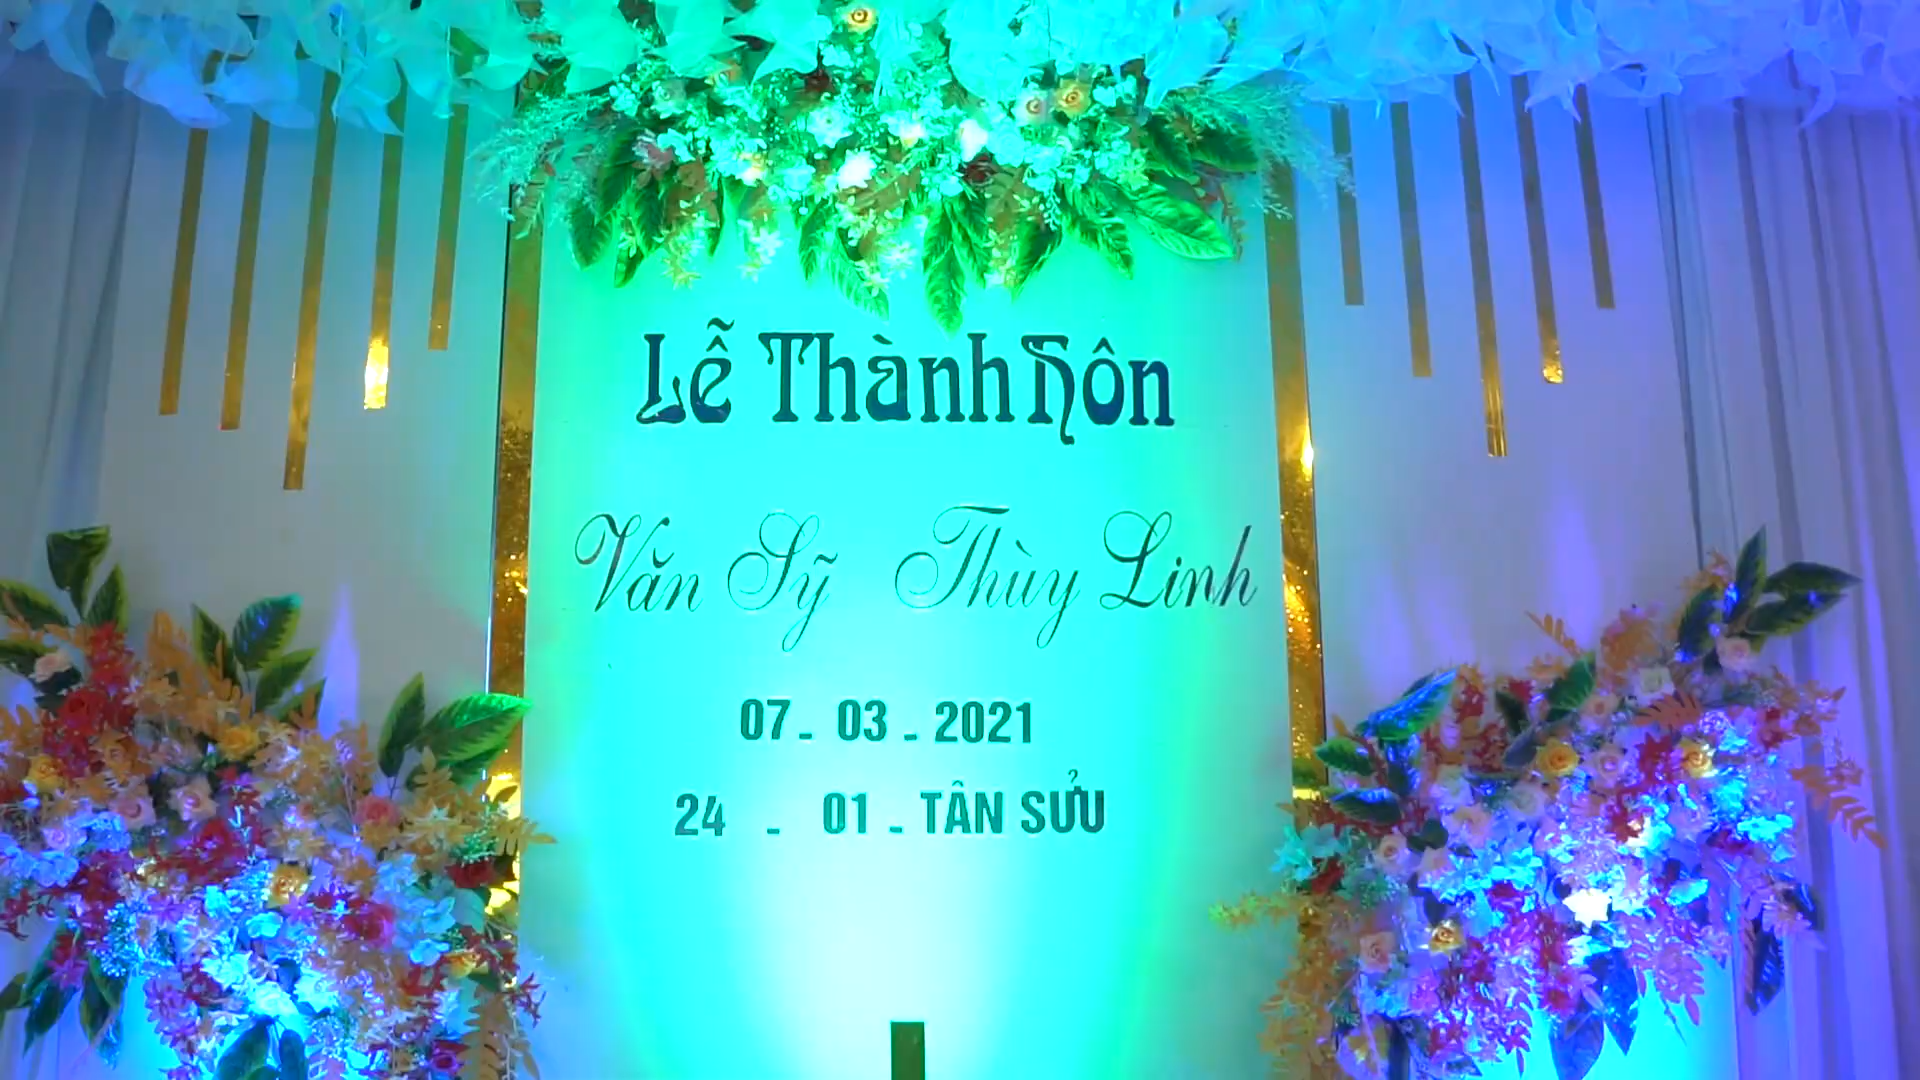 Lễ Thành Hôn
Văn Sỹ Thùy Linh
07 - 03 - 2021
24 - 01 - TÂN SỬU